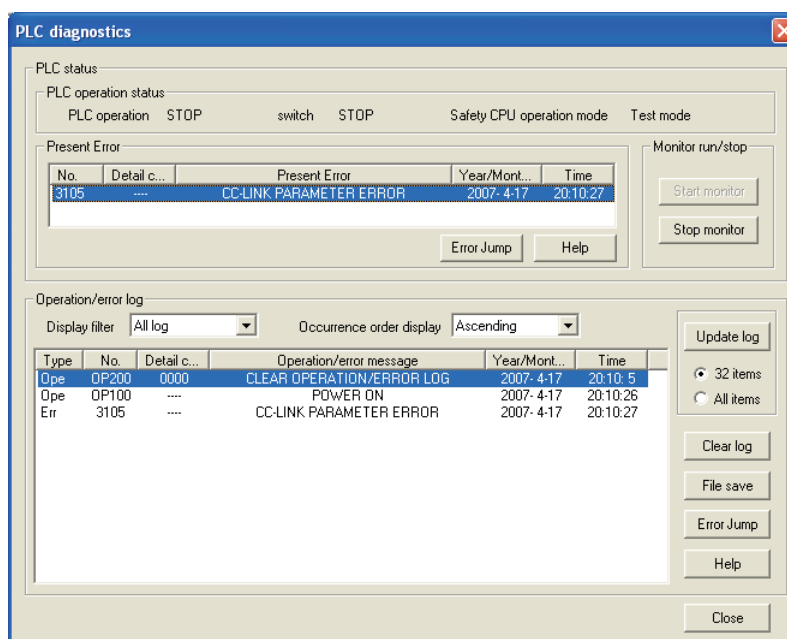 PLC diagnostics
PLC status
PLC operation status
PLC operation STOP switch STOP Safety CPU operation mode Test mode
Present Error
No. Detail c... Present Error Year/Mont... Time
3105 ---- CC-LINK PARAMETER ERROR 2007- 4-17 20:10:27
Error Jump Help
Monitor run/stop
Start monitor
Stop monitor
Operation/error log
Display filter All log Occurrence order display Ascending
Type No. Detail c... Operation/error message Year/Mont... Time
Ope OP200 0000 CLEAR OPERATION/ERROR LOG 2007- 4-17 20:10: 5
Ope OP100 ---- POWER ON 2007- 4-17 20:10:26
Err 3105 ---- CC-LINK PARAMETER ERROR 2007- 4-17 20:10:27
Update log
32 items
All items
Clear log
File save
Error Jump
Help
Close